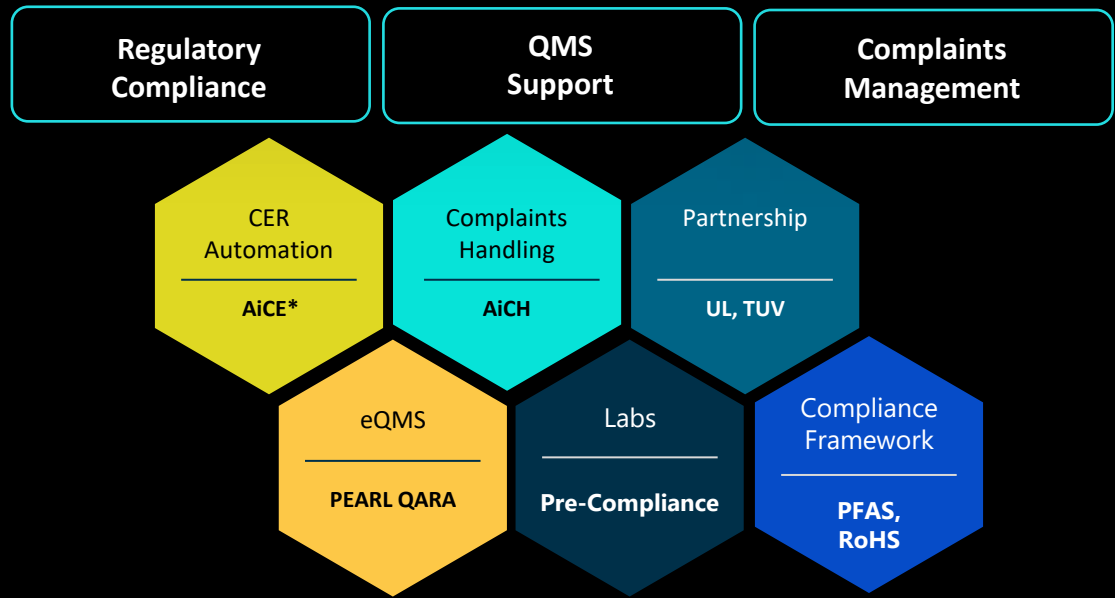 Regulatory
Compliance
QMS
Support
Complaints
Management
CER
Automation
AiCE*
Complaints
Handling
AiCH
Partnership
UL, TUV
eQMS
PEARL QARA
Labs
Pre-Compliance
Compliance
Framework
PFAS,
RoHS